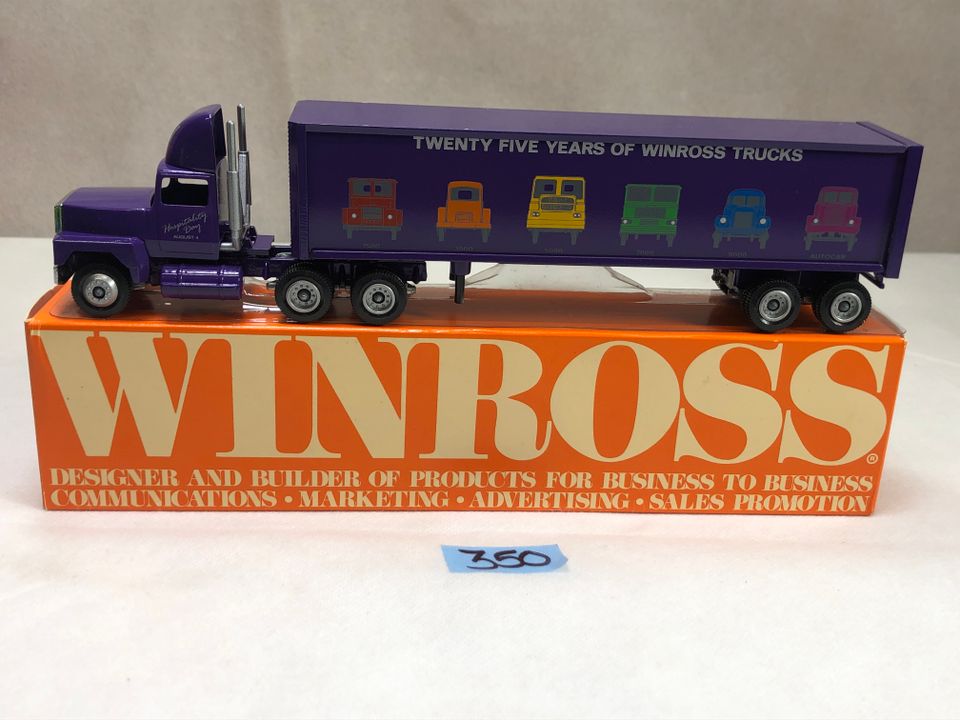 TWENTY FIVE YEARS OF WINROSS TRUCKS
AUTOCAR
Hospitality
Day
AUGUST 4
WINROSS®
DESIGNER AND BUILDER OF PRODUCTS FOR BUSINESS TO BUSINESS
COMMUNICATIONS • MARKETING • ADVERTISING • SALES PROMOTION
350